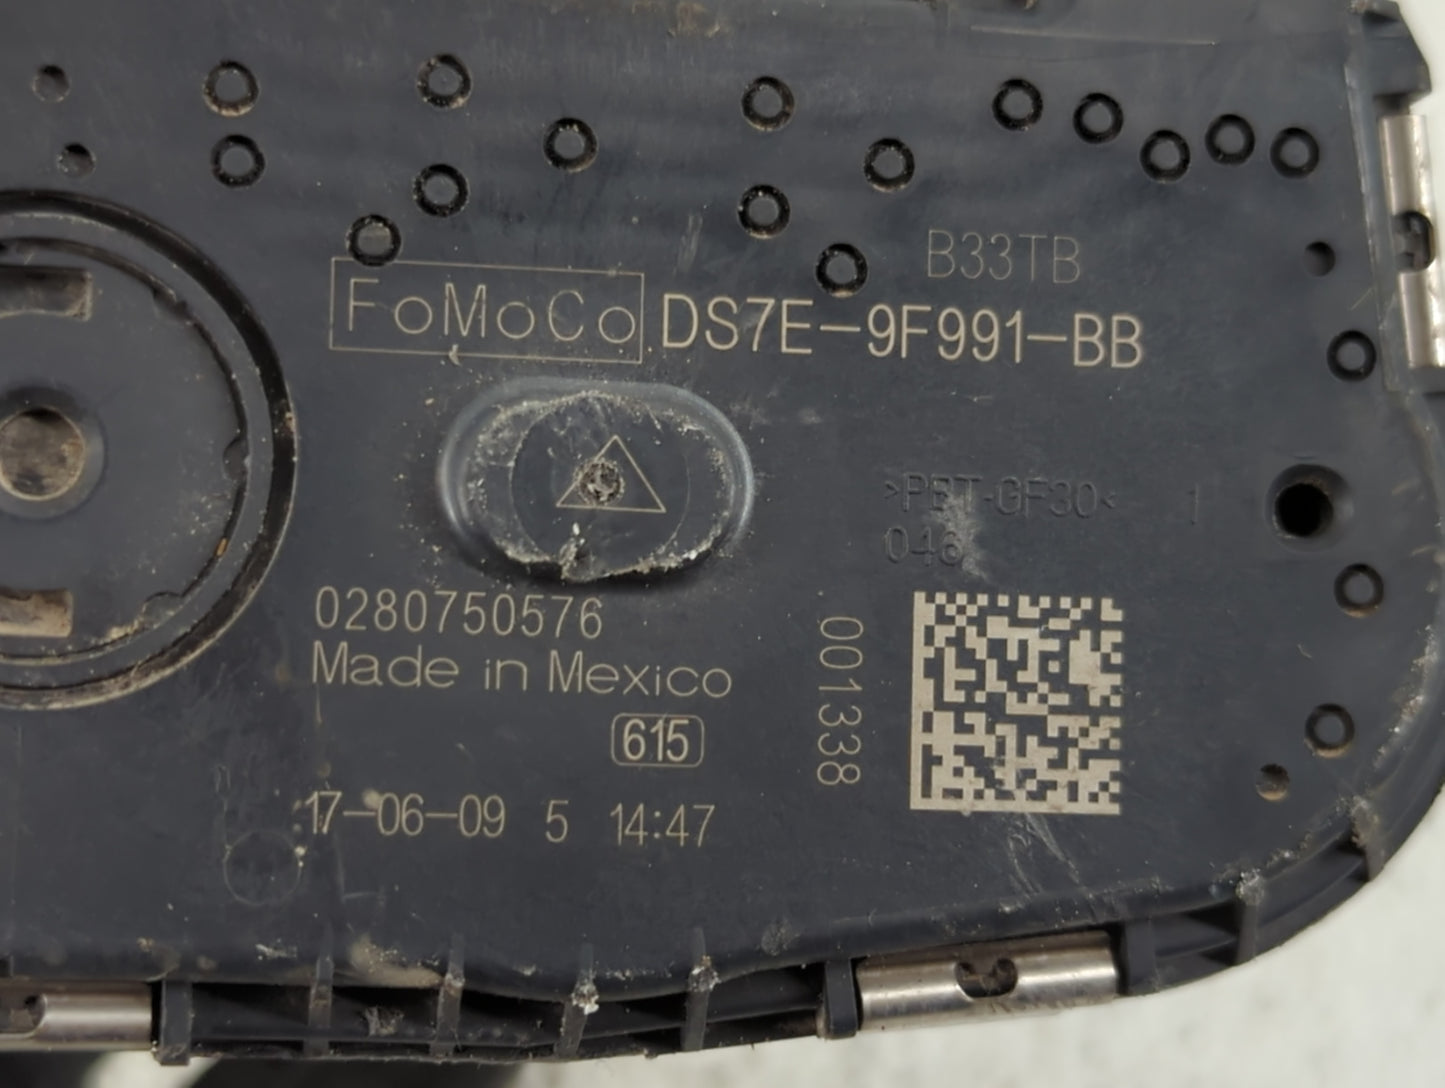 B33TB
FoMoCo DS7E-9F991-BB
>PBT-GF30< 1
046
0280750576
Made in Mexico
001338
615
17-06-09 5 14:47